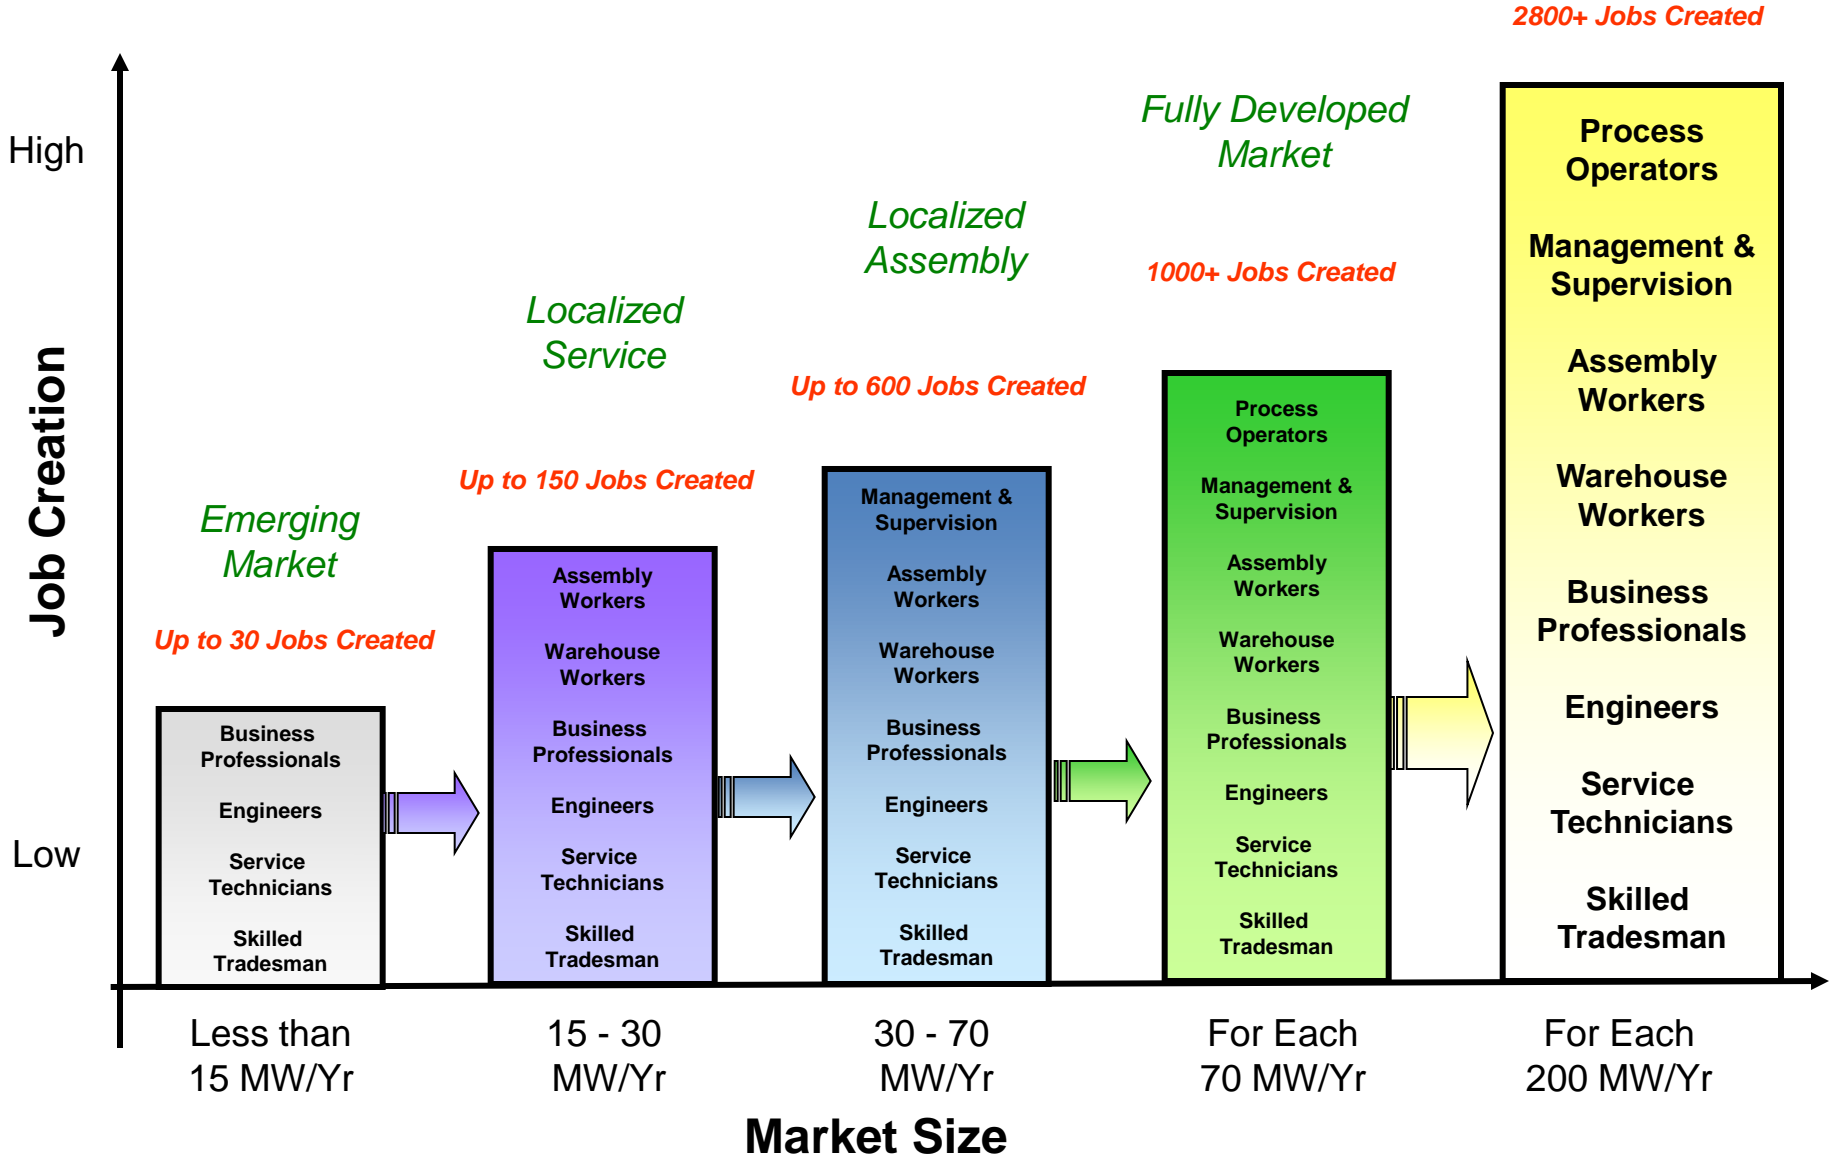 2800+ Jobs Created
High
Low
Job Creation
Emerging
Market
Up to 30 Jobs Created
Business
Professionals
Engineers
Service
Technicians
Skilled
Tradesman
Localized
Service
Up to 150 Jobs Created
Assembly
Workers
Warehouse
Workers
Business
Professionals
Engineers
Service
Technicians
Skilled
Tradesman
Localized
Assembly
Up to 600 Jobs Created
Management &
Supervision
Assembly
Workers
Warehouse
Workers
Business
Professionals
Engineers
Service
Technicians
Skilled
Tradesman
Fully Developed
Market
1000+ Jobs Created
Process
Operators
Management &
Supervision
Assembly
Workers
Warehouse
Workers
Business
Professionals
Engineers
Service
Technicians
Skilled
Tradesman
Process
Operators
Management &
Supervision
Assembly
Workers
Warehouse
Workers
Business
Professionals
Engineers
Service
Technicians
Skilled
Tradesman
Less than
15 MW/Yr
15 - 30
MW/Yr
30 - 70
MW/Yr
For Each
70 MW/Yr
For Each
200 MW/Yr
Market Size